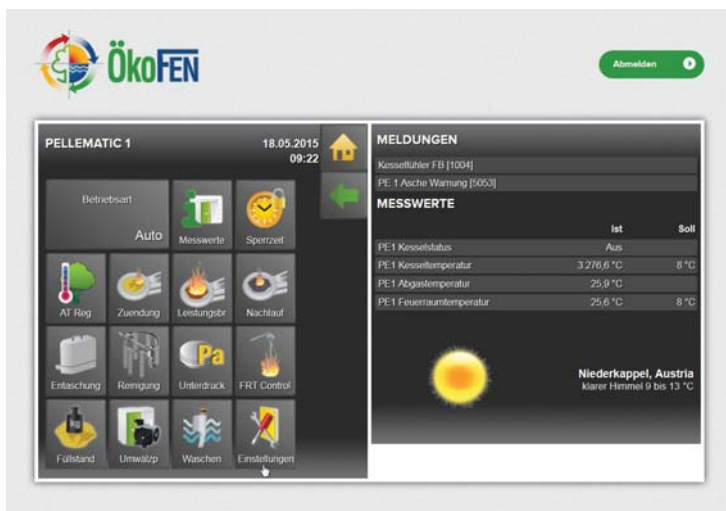 ÖkoFEN
Abmelden
PELLEMATIC 1
18.05.2015
09:22
Betriebsart
Auto
Messwerte
Sperrzeit
AT Reg
Zuendung
Leistungsbr
Nachlauf
Entaschung
Reinigung
Pa
Unterdruck
FRT Control
Füllstand
Umwälzp
Waschen
Einstellungen
MELDUNGEN
Kesselfühler FB [1004]
PE 1 Asche Warnung [5053]
MESSWERTE
Ist Soll
PE1 Kesselstatus Aus
PE1 Kesseltemperatur 3.276,6 °C 8 °C
PE1 Abgastemperatur 25,9 °C
PE1 Feuerraumtemperatur 25,6 °C 8 °C
Niederkappel, Austria
klarer Himmel 9 bis 13 °C